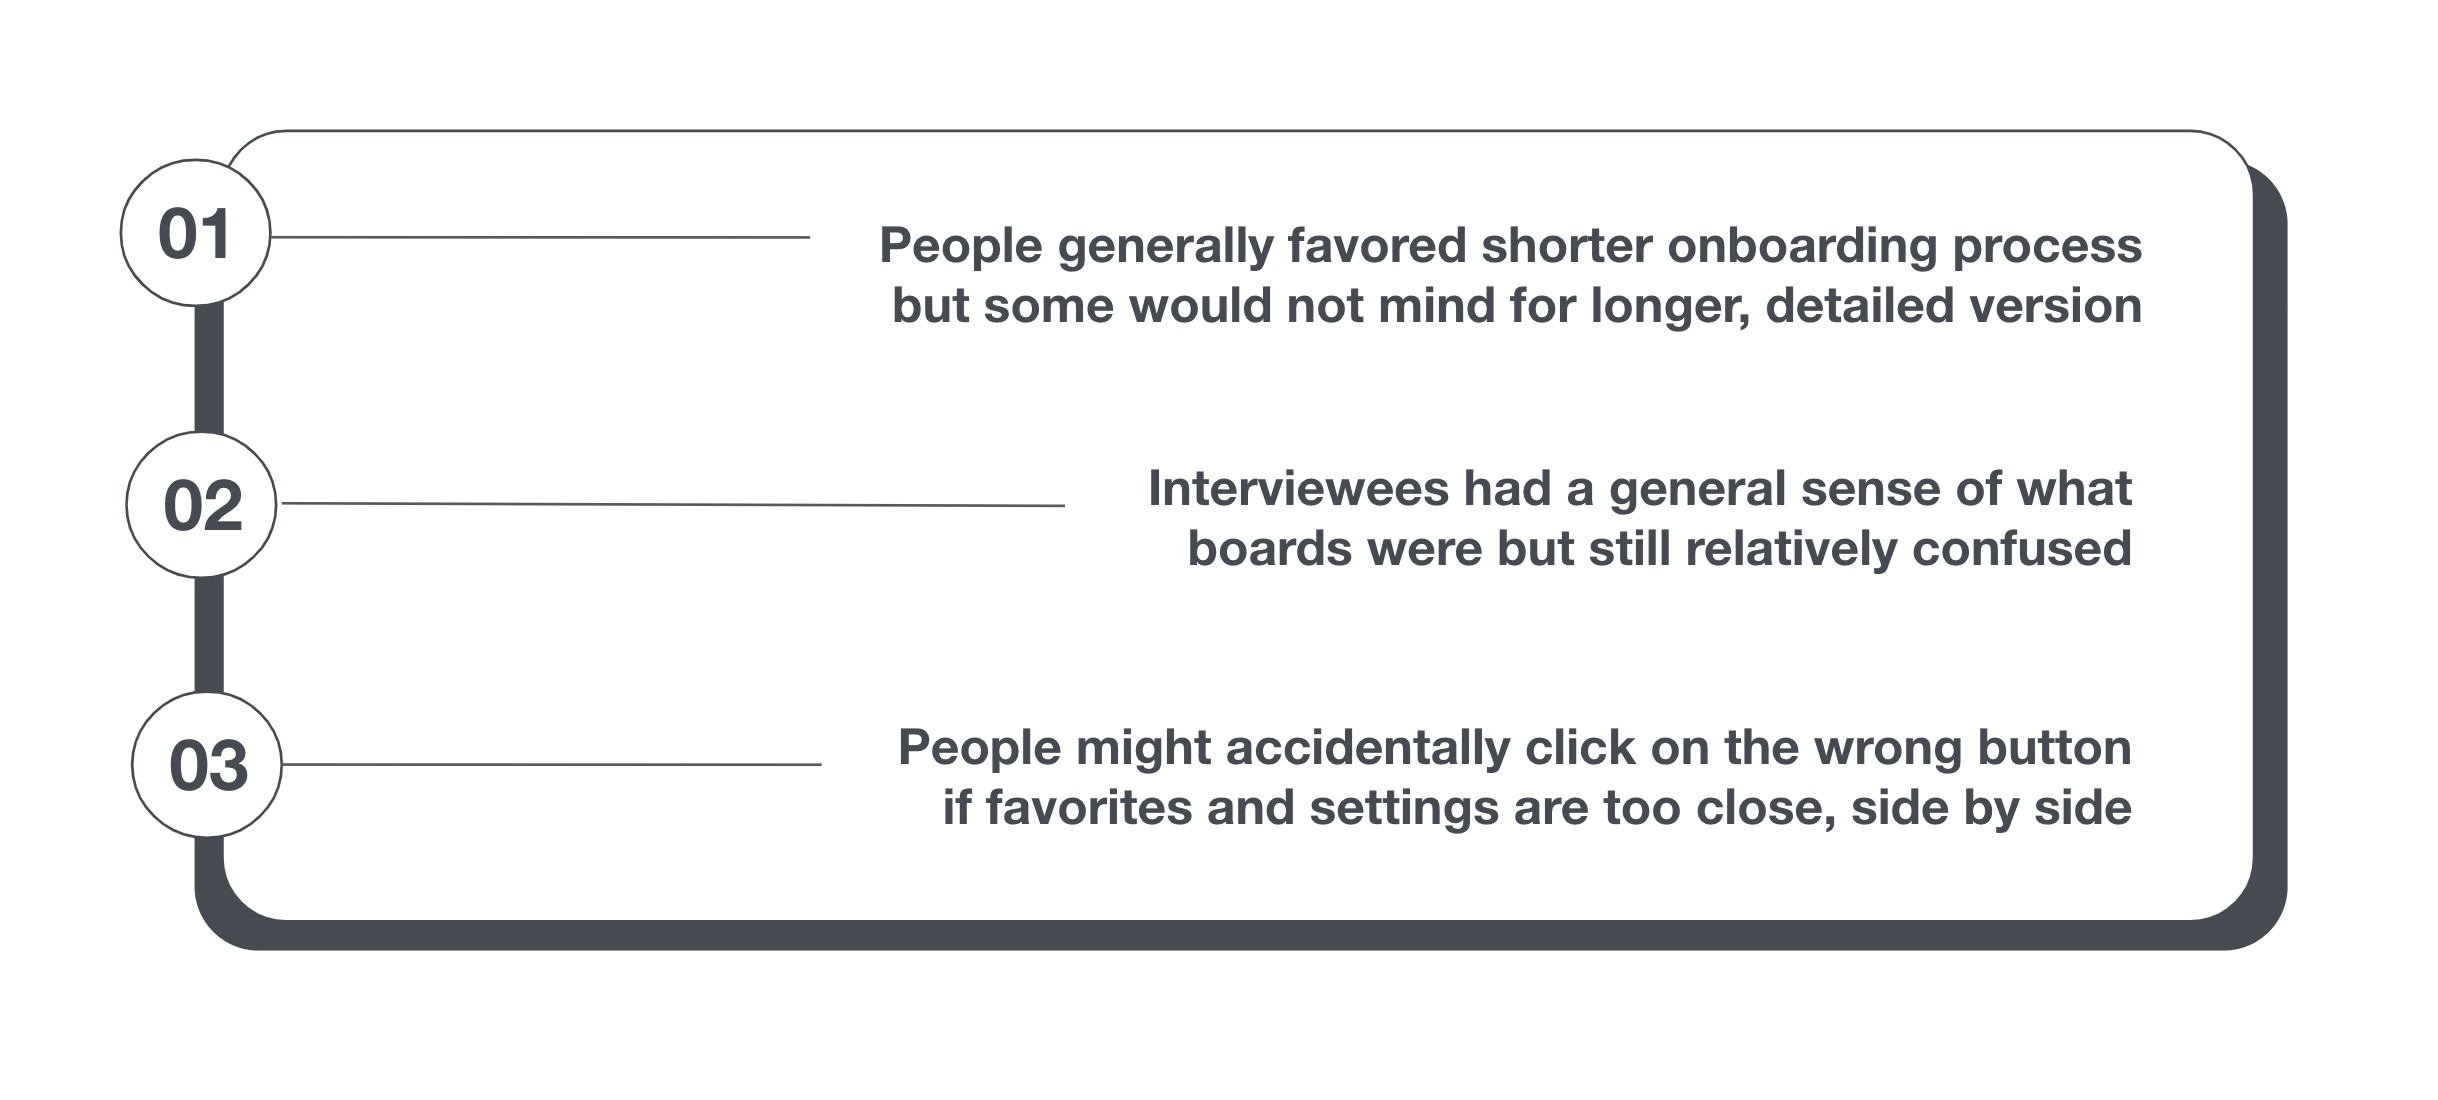 01
People generally favored shorter onboarding process
but some would not mind for longer, detailed version
02
Interviewees had a general sense of what
boards were but still relatively confused
03
People might accidentally click on the wrong button
if favorites and settings are too close, side by side